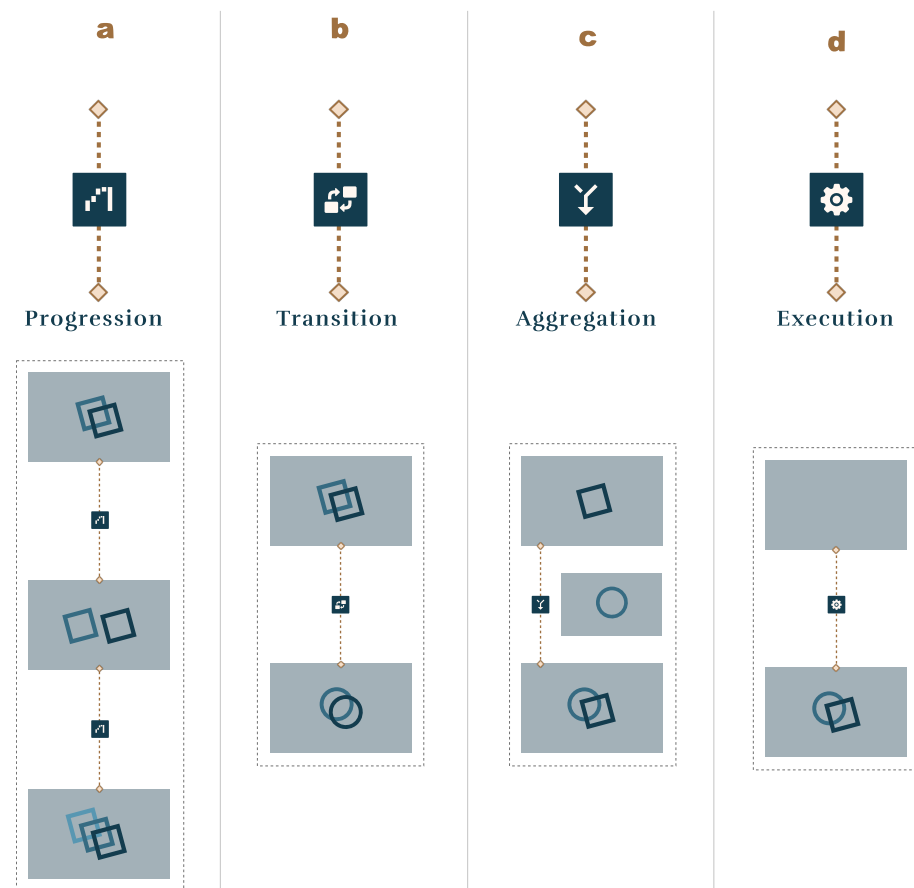 a
b
c
d
Progression
Transition
Aggregation
Execution